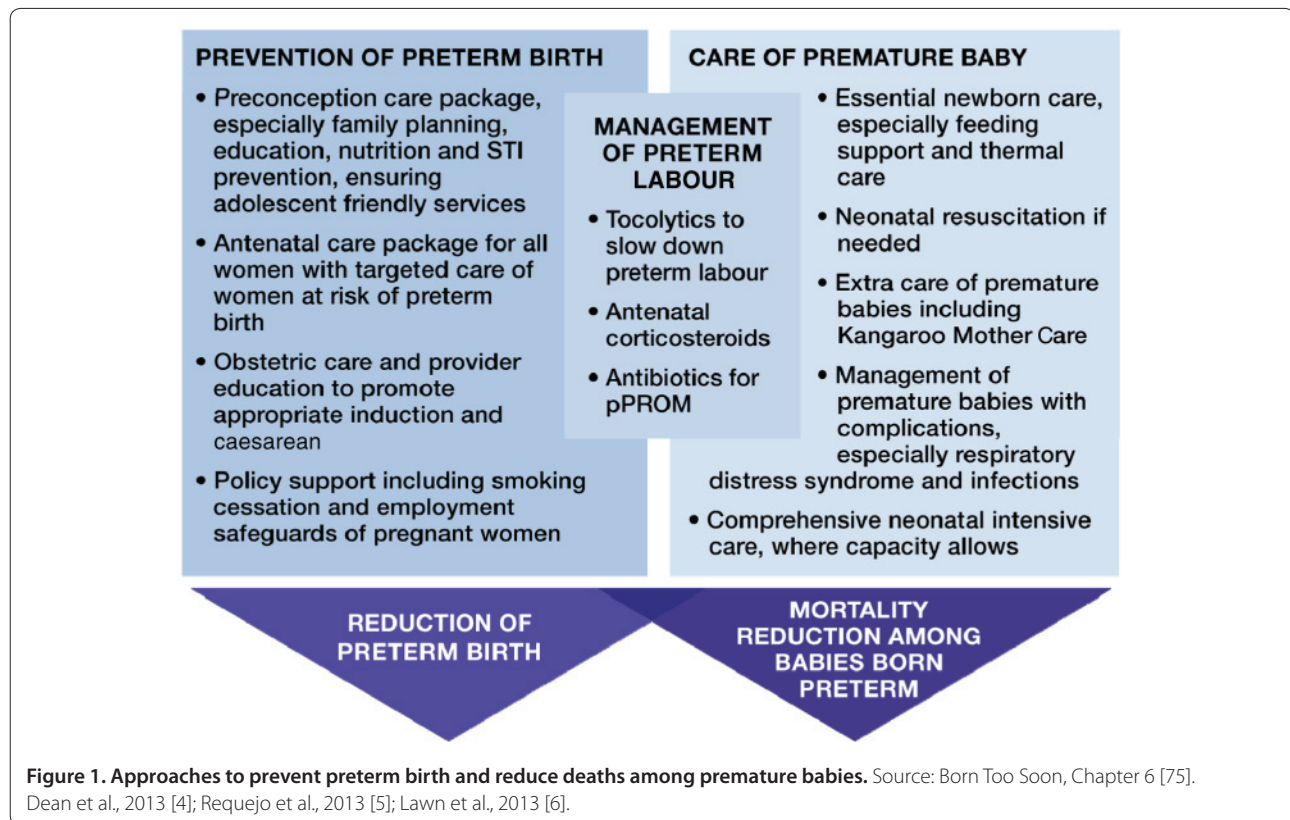 PREVENTION OF PRETERM BIRTH
• Preconception care package,
especially family planning,
education, nutrition and STI
prevention, ensuring
adolescent friendly services
• Antenatal care package for all
women with targeted care of
women at risk of preterm
birth
• Obstetric care and provider
education to promote
appropriate induction and
caesarean
• Policy support including smoking
cessation and employment
safeguards of pregnant women
MANAGEMENT
OF PRETERM
LABOUR
• Tocolytics to
slow down
preterm labour
• Antenatal
corticosteroids
• Antibiotics for
pPROM
CARE OF PREMATURE BABY
• Essential newborn care,
especially feeding
support and thermal
care
• Neonatal resuscitation if
needed
• Extra care of premature
babies including
Kangaroo Mother Care
• Management of
premature babies with
complications,
especially respiratory
distress syndrome and infections
• Comprehensive neonatal intensive
care, where capacity allows
REDUCTION OF
PRETERM BIRTH
MORTALITY
REDUCTION AMONG
BABIES BORN
PRETERM
Figure 1. Approaches to prevent preterm birth and reduce deaths among premature babies. Source: Born Too Soon, Chapter 6 [75].
Dean et al., 2013 [4]; Requejo et al., 2013 [5]; Lawn et al., 2013 [6].